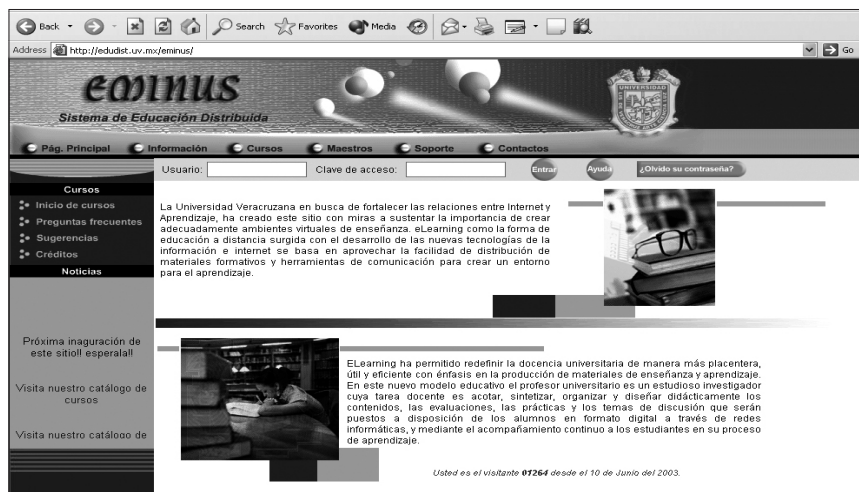 Back
Search
Favorites
Media
Address
http://edudist.uv.mx/eminus/
Go
eminus
Sistema de Educación Distribuida
UNIVERSIDAD
Pág. Principal
Información
Cursos
Maestros
Soporte
Contactos
Usuario:
Clave de acceso:
Entrar
Ayuda
¿Olvido su contraseña?
Cursos
Inicio de cursos
Preguntas frecuentes
Sugerencias
Créditos
Noticias
Próxima inaguración de
este sitio!! esperala!!
Visita nuestro catálogo de
cursos
Visita nuestro catálogo de
La Universidad Veracruzana en busca de fortalecer las relaciones entre Internet y
Aprendizaje, ha creado este sitio con miras a sustentar la importancia de crear
adecuadamente ambientes virtuales de enseñanza. eLearning como la forma de
educación a distancia surgida con el desarrollo de las nuevas tecnologías de la
información e internet se basa en aprovechar la facilidad de distribución de
materiales formativos y herramientas de comunicación para crear un entorno
para el aprendizaje.
ELearning ha permitido redefinir la docencia universitaria de manera más placentera,
útil y eficiente con énfasis en la producción de materiales de enseñanza y aprendizaje.
En este nuevo modelo educativo el profesor universitario es un estudioso investigador
cuya tarea docente es acotar, sintetizar, organizar y diseñar didácticamente los
contenidos, las evaluaciones, las prácticas y los temas de discusión que serán
puestos a disposición de los alumnos en formato digital a través de redes
informáticas, y mediante el acompañamiento continuo a los estudiantes en su proceso
de aprendizaje.
Usted es el visitante 01264 desde el 10 de Junio del 2003.